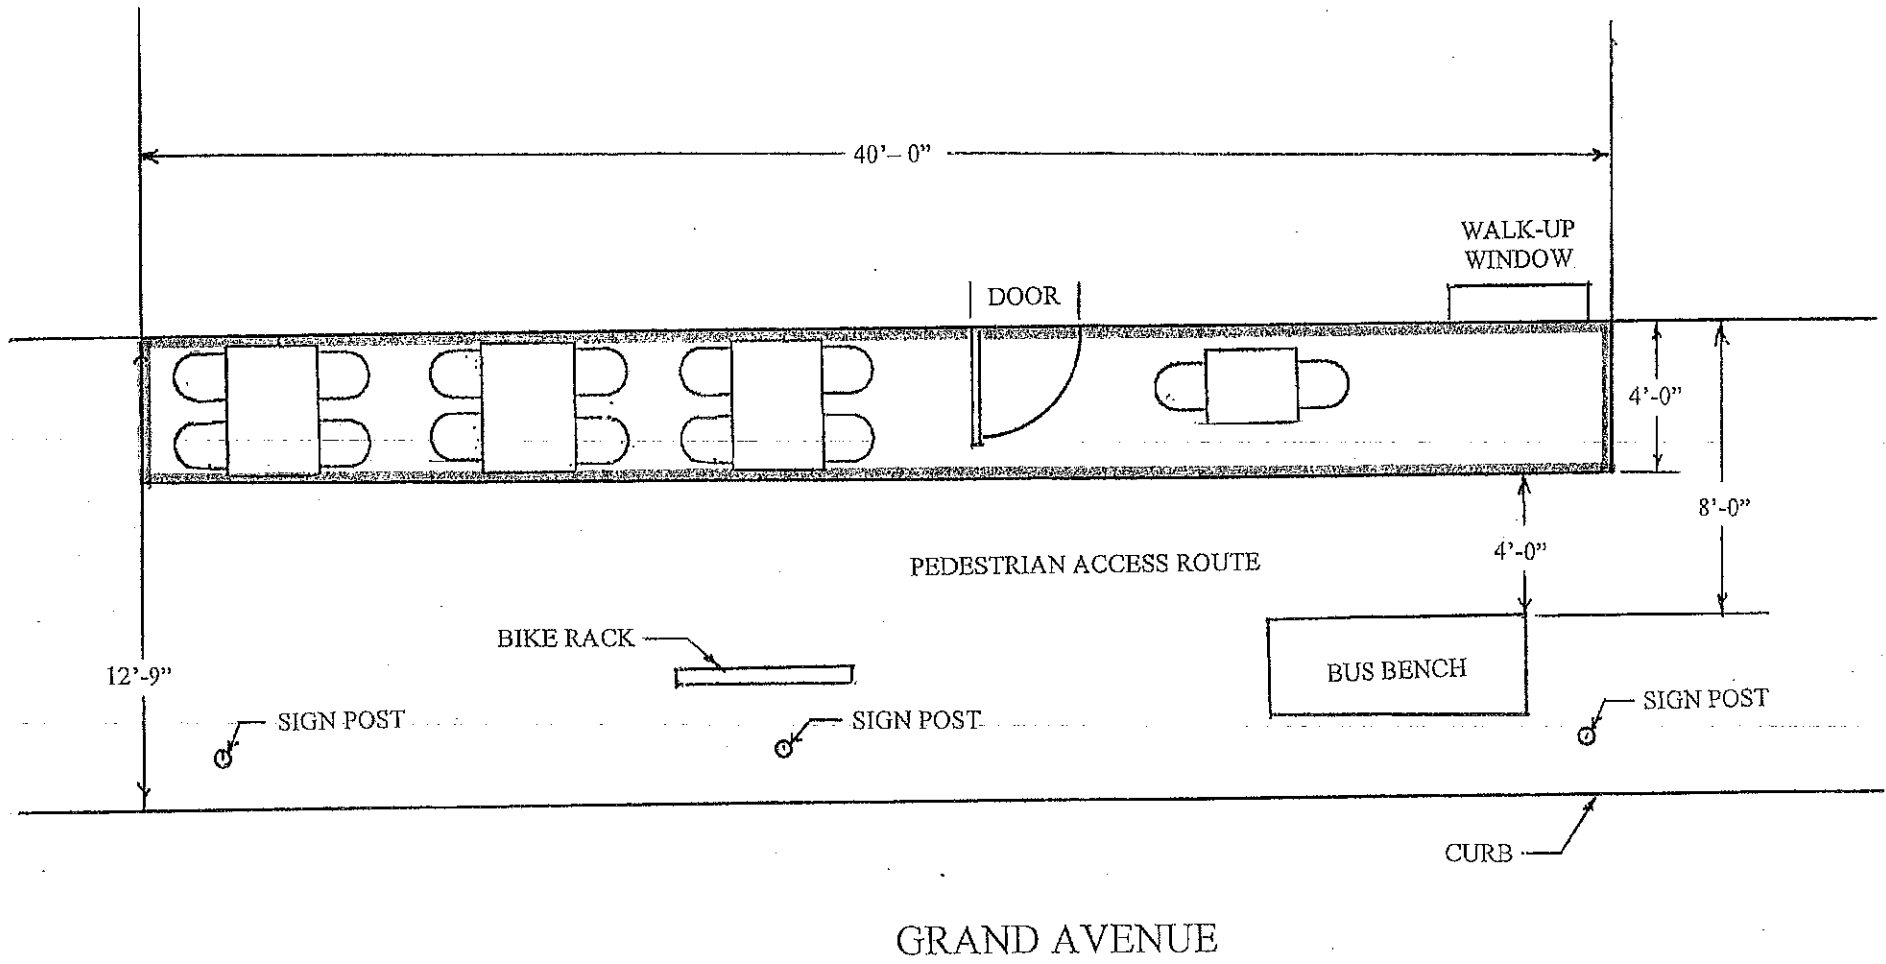 40’– 0”
WALK-UP
WINDOW
DOOR
4’-0”
8’-0”
4’-0”
PEDESTRIAN ACCESS ROUTE
BIKE RACK
12’-9”
BUS BENCH
SIGN POST
SIGN POST
SIGN POST
CURB
GRAND AVENUE